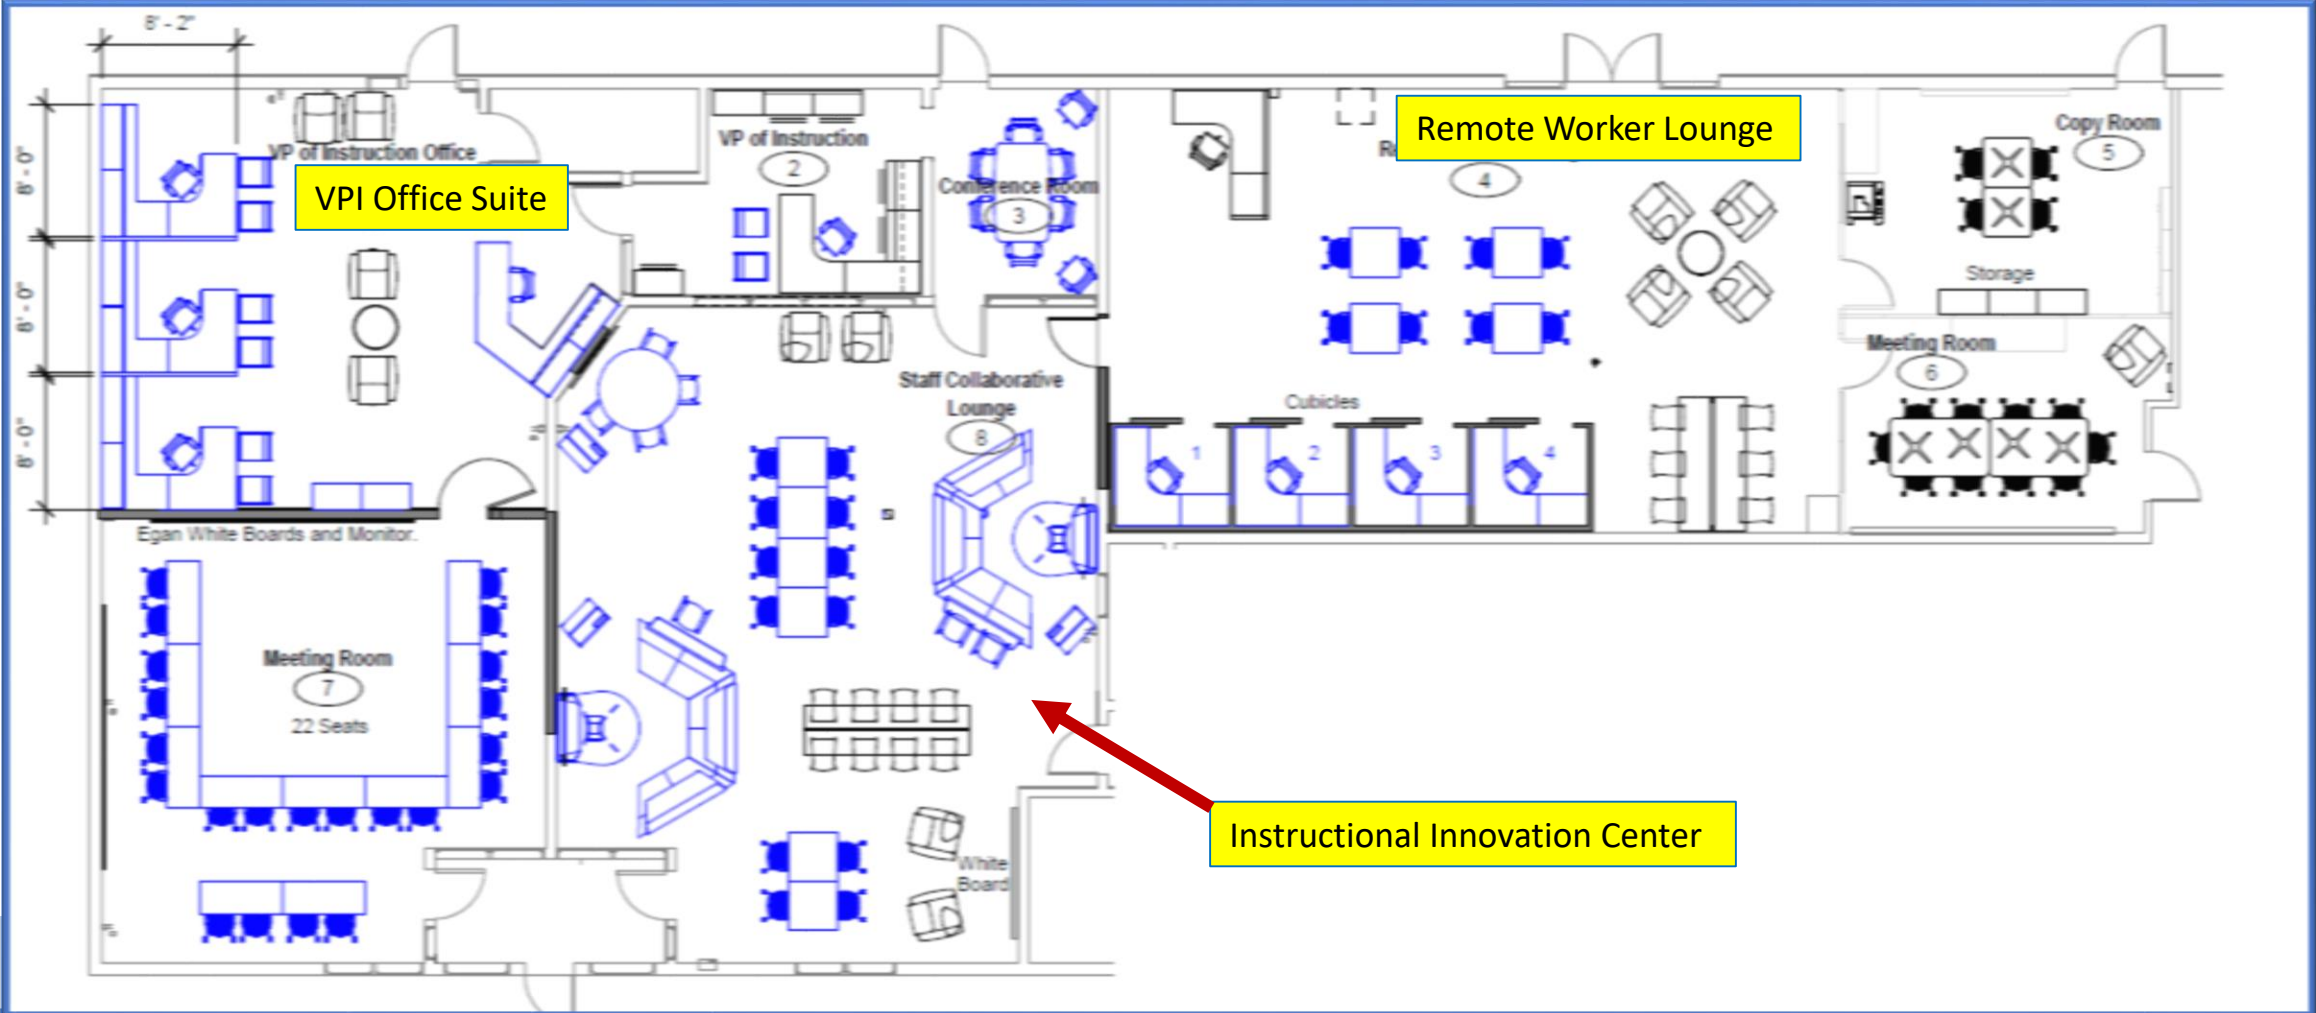 8' - 2"
8' - 0"
8' - 0"
8' - 0"
VP of Instruction Office
VPI Office Suite
VP of Instruction
2
Conference Room
3
Remote Worker Lounge
4
Copy Room
5
Storage
Meeting Room
6
Cubicles
1
2
3
4
Staff Collaborative
Lounge
8
Egan White Boards and Monitor.
Meeting Room
7
22 Seats
Instructional Innovation Center
White
Board